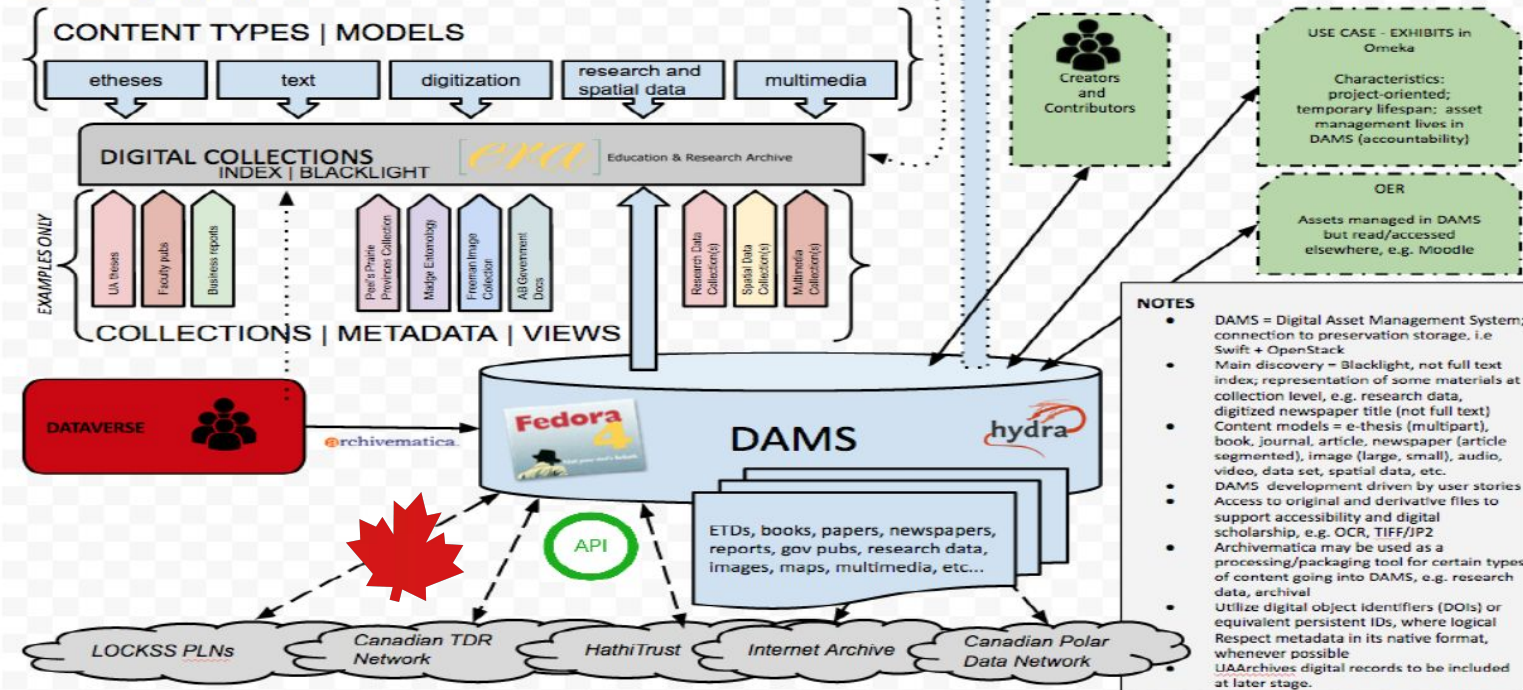 CONTENT TYPES | MODELS
etheses
text
digitization
research and
spatial data
multimedia
DIGITAL COLLECTIONS
INDEX | BLACKLIGHT
[era]
Education & Research Archive
EXAMPLES ONLY
UA theses
Faculty pubs
Business reports
Peel's Prairie
Provinces Collection
Madge Entomology
Freeman Image
Colection
AB Government
Docs
Research Data
Collection(s)
Spatial Data
Collection(s)
Multimedia
Collection(s)
COLLECTIONS | METADATA | VIEWS
Creators
and
Contributors
USE CASE - EXHIBITS in
Omeka
Characteristics:
project-oriented;
temporary lifespan; asset
management lives in
DAMS (accountability)
OER
Assets managed in DAMS
but read/accessed
elsewhere, e.g. Moodle
DATAVERSE
archivematica
Fedora
4
DAMS
hydra
ETDs, books, papers, newspapers,
reports, gov pubs, research data,
images, maps, multimedia, etc...
API
LOCKSS PLNs
Canadian TDR
Network
HathiTrust
Internet Archive
Canadian Polar
Data Network
NOTES
• DAMS = Digital Asset Management System;
connection to preservation storage, i.e
Swift + OpenStack
• Main discovery = Blacklight, not full text
index; representation of some materials at
collection level, e.g. research data,
digitized newspaper title (not full text)
• Content models = e-thesis (multipart),
book, journal, article, newspaper (article
segmented), image (large, small), audio,
video, data set, spatial data, etc.
• DAMS development driven by user stories
• Access to original and derivative files to
support accessibility and digital
scholarship, e.g. OCR, TIFF/JP2
• Archivematica may be used as a
processing/packaging tool for certain types
of content going into DAMS, e.g. research
data, archival
• Utilize digital object identifiers (DOIs) or
equivalent persistent IDs, where logical
Respect metadata in its native format,
whenever possible
• UAArchives digital records to be included
at later stage.